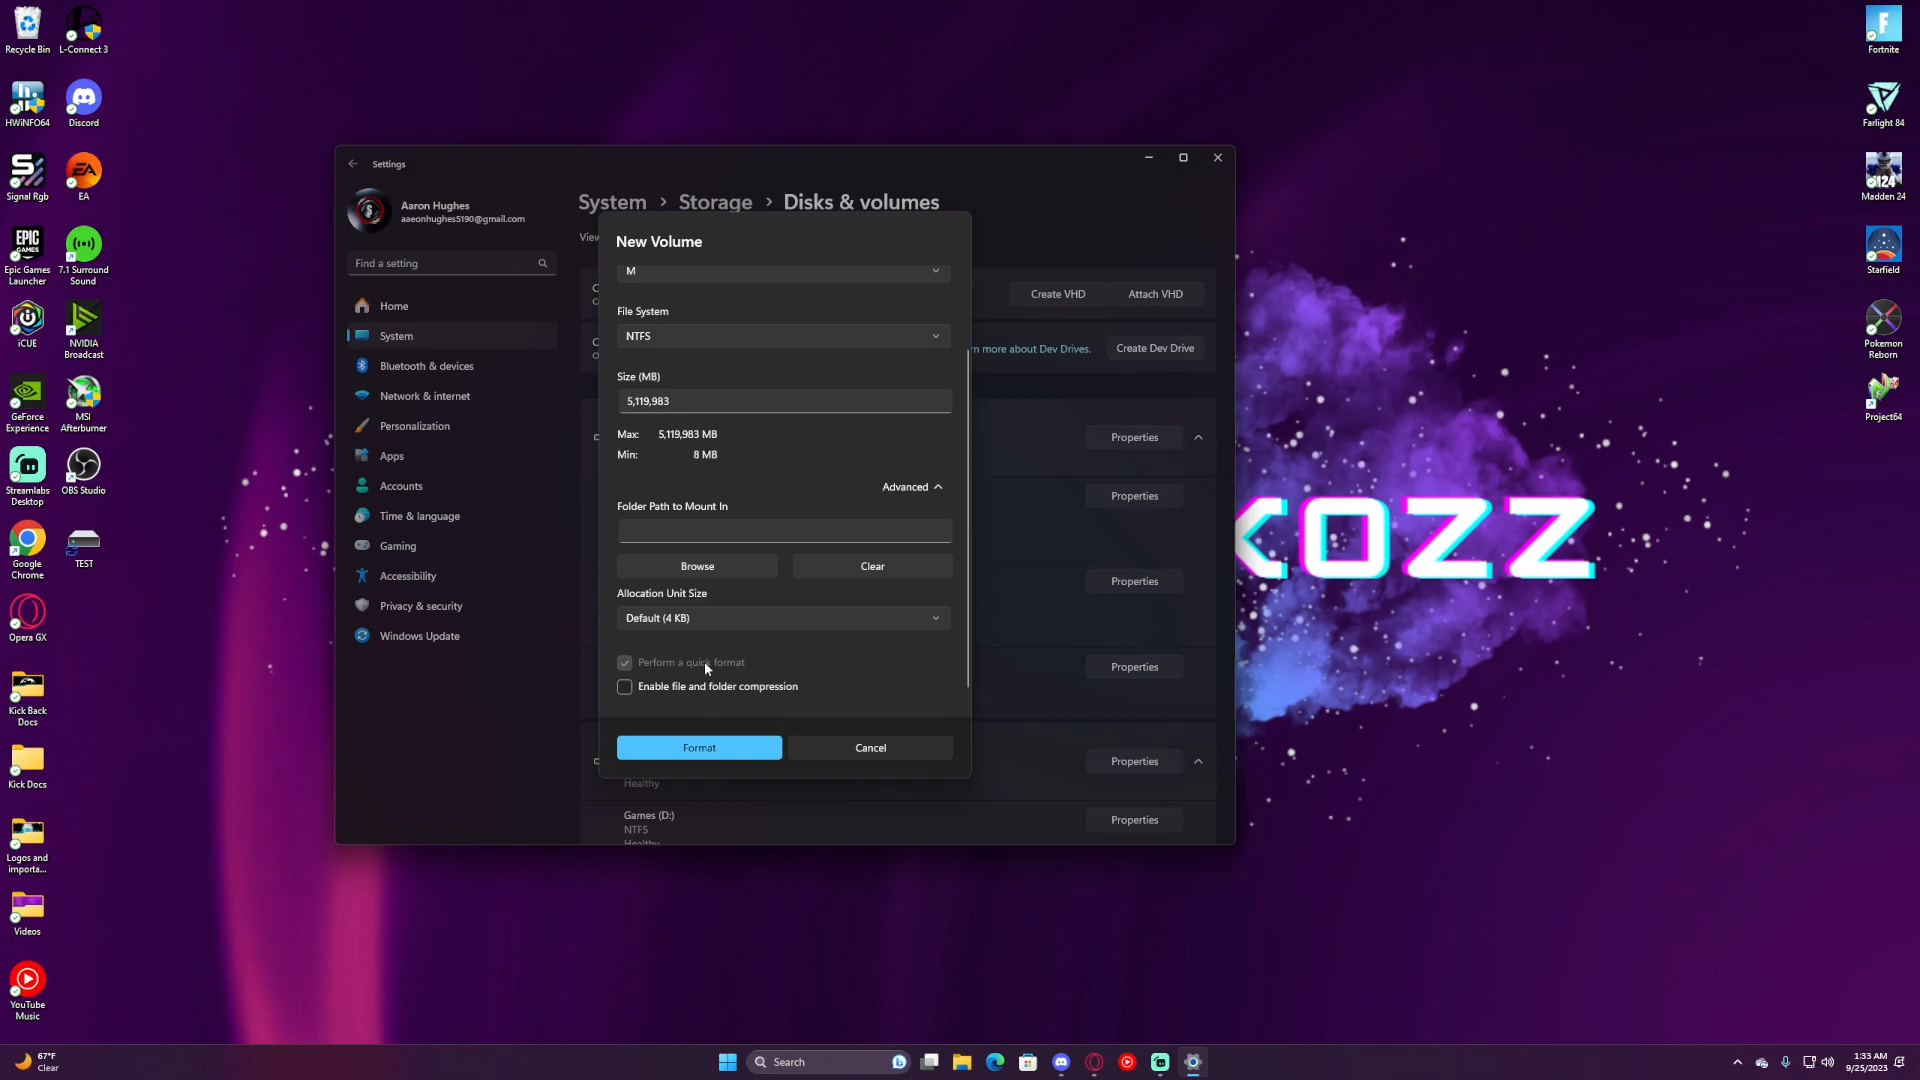 Recycle Bin
L-Connect 3
HWiNFO64
Discord
Signal Rgb
EA
Epic Games
Launcher
7.1 Surround
Sound
iCUE
NVIDIA
Broadcast
GeForce
Experience
MSI
Afterburner
Streamlabs
Desktop
OBS Studio
Google
Chrome
TEST
Opera GX
Kick Back
Docs
Kick Docs
Logos and
importa...
Videos
YouTube
Music
Settings
Aaron Hughes
aaeonhughes5190@gmail.com
Find a setting
Home
System
Bluetooth & devices
Network & internet
Personalization
Apps
Accounts
Time & language
Gaming
Accessibility
Privacy & security
Windows Update
System > Storage > Disks & volumes
Create VHD
Attach VHD
more about Dev Drives.
Create Dev Drive
Properties
Properties
Properties
Properties
Properties
Healthy
Games (D:)
NTFS
Healthy
Properties
New Volume
M
File System
NTFS
Size (MB)
5,119,983
Max: 5,119,983 MB
Min: 8 MB
Advanced
Folder Path to Mount In
Browse
Clear
Allocation Unit Size
Default (4 KB)
Perform a quick format
Enable file and folder compression
Format
Cancel
KOZZ
Fortnite
Farlight 84
Madden 24
Starfield
Pokemon
Reborn
Project64
67°F
Clear
Search
1:33 AM
9/25/2023